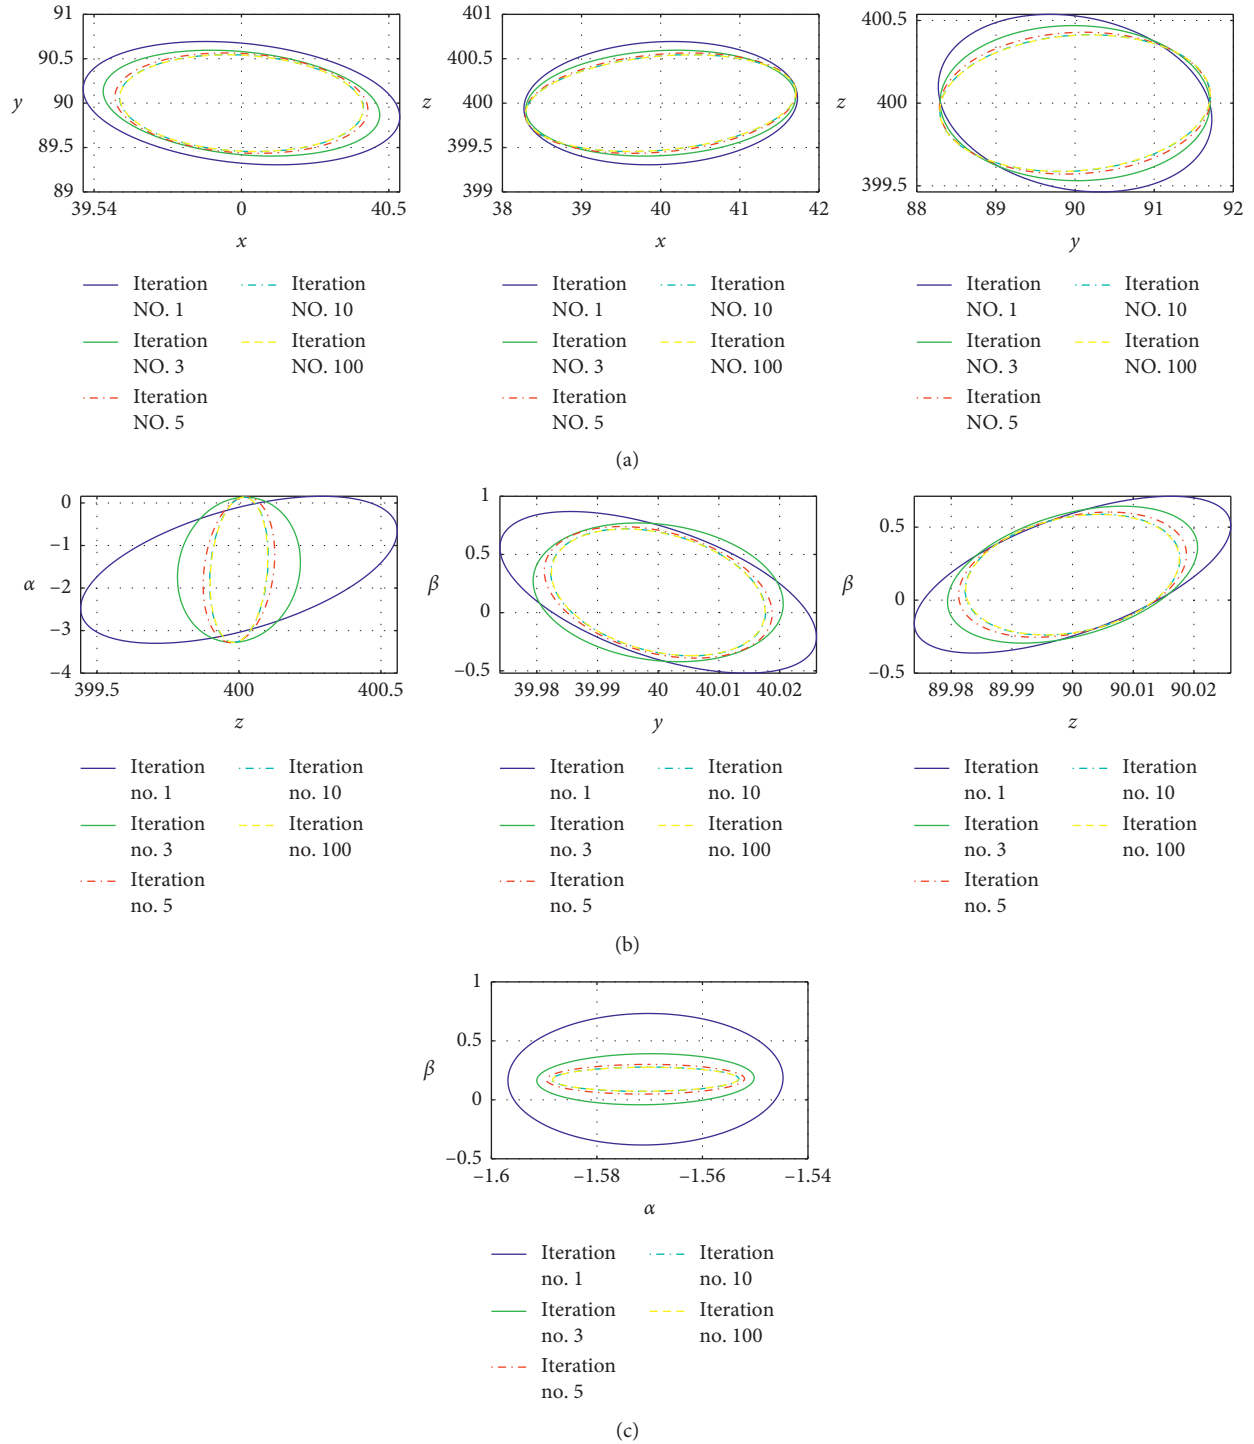 91
90.5
y
90
89.5
89
39.54
0
40.5
x
401
400.5
z
400
399.5
399
38
39
40
41
42
x
400.5
z
400
399.5
88
89
90
91
92
y
Iteration
NO. 1
Iteration
NO. 10
Iteration
NO. 3
Iteration
NO. 100
Iteration
NO. 5
Iteration
NO. 1
Iteration
NO. 10
Iteration
NO. 3
Iteration
NO. 100
Iteration
NO. 5
Iteration
NO. 1
Iteration
NO. 10
Iteration
NO. 3
Iteration
NO. 100
Iteration
NO. 5
(a)
0
–1
α
–2
–3
–4
399.5
400
400.5
z
1
0.5
β
0
–0.5
39.98
39.99
40
40.01
40.02
y
0.5
β
0
–0.5
89.98
89.99
90
90.01
90.02
z
Iteration
no. 1
Iteration
no. 10
Iteration
no. 3
Iteration
no. 100
Iteration
no. 5
Iteration
no. 1
Iteration
no. 10
Iteration
no. 3
Iteration
no. 100
Iteration
no. 5
Iteration
no. 1
Iteration
no. 10
Iteration
no. 3
Iteration
no. 100
Iteration
no. 5
(b)
1
0.5
β
0
–0.5
–1.6
–1.58
–1.56
–1.54
α
Iteration
no. 1
Iteration
no. 10
Iteration
no. 3
Iteration
no. 100
Iteration
no. 5
(c)